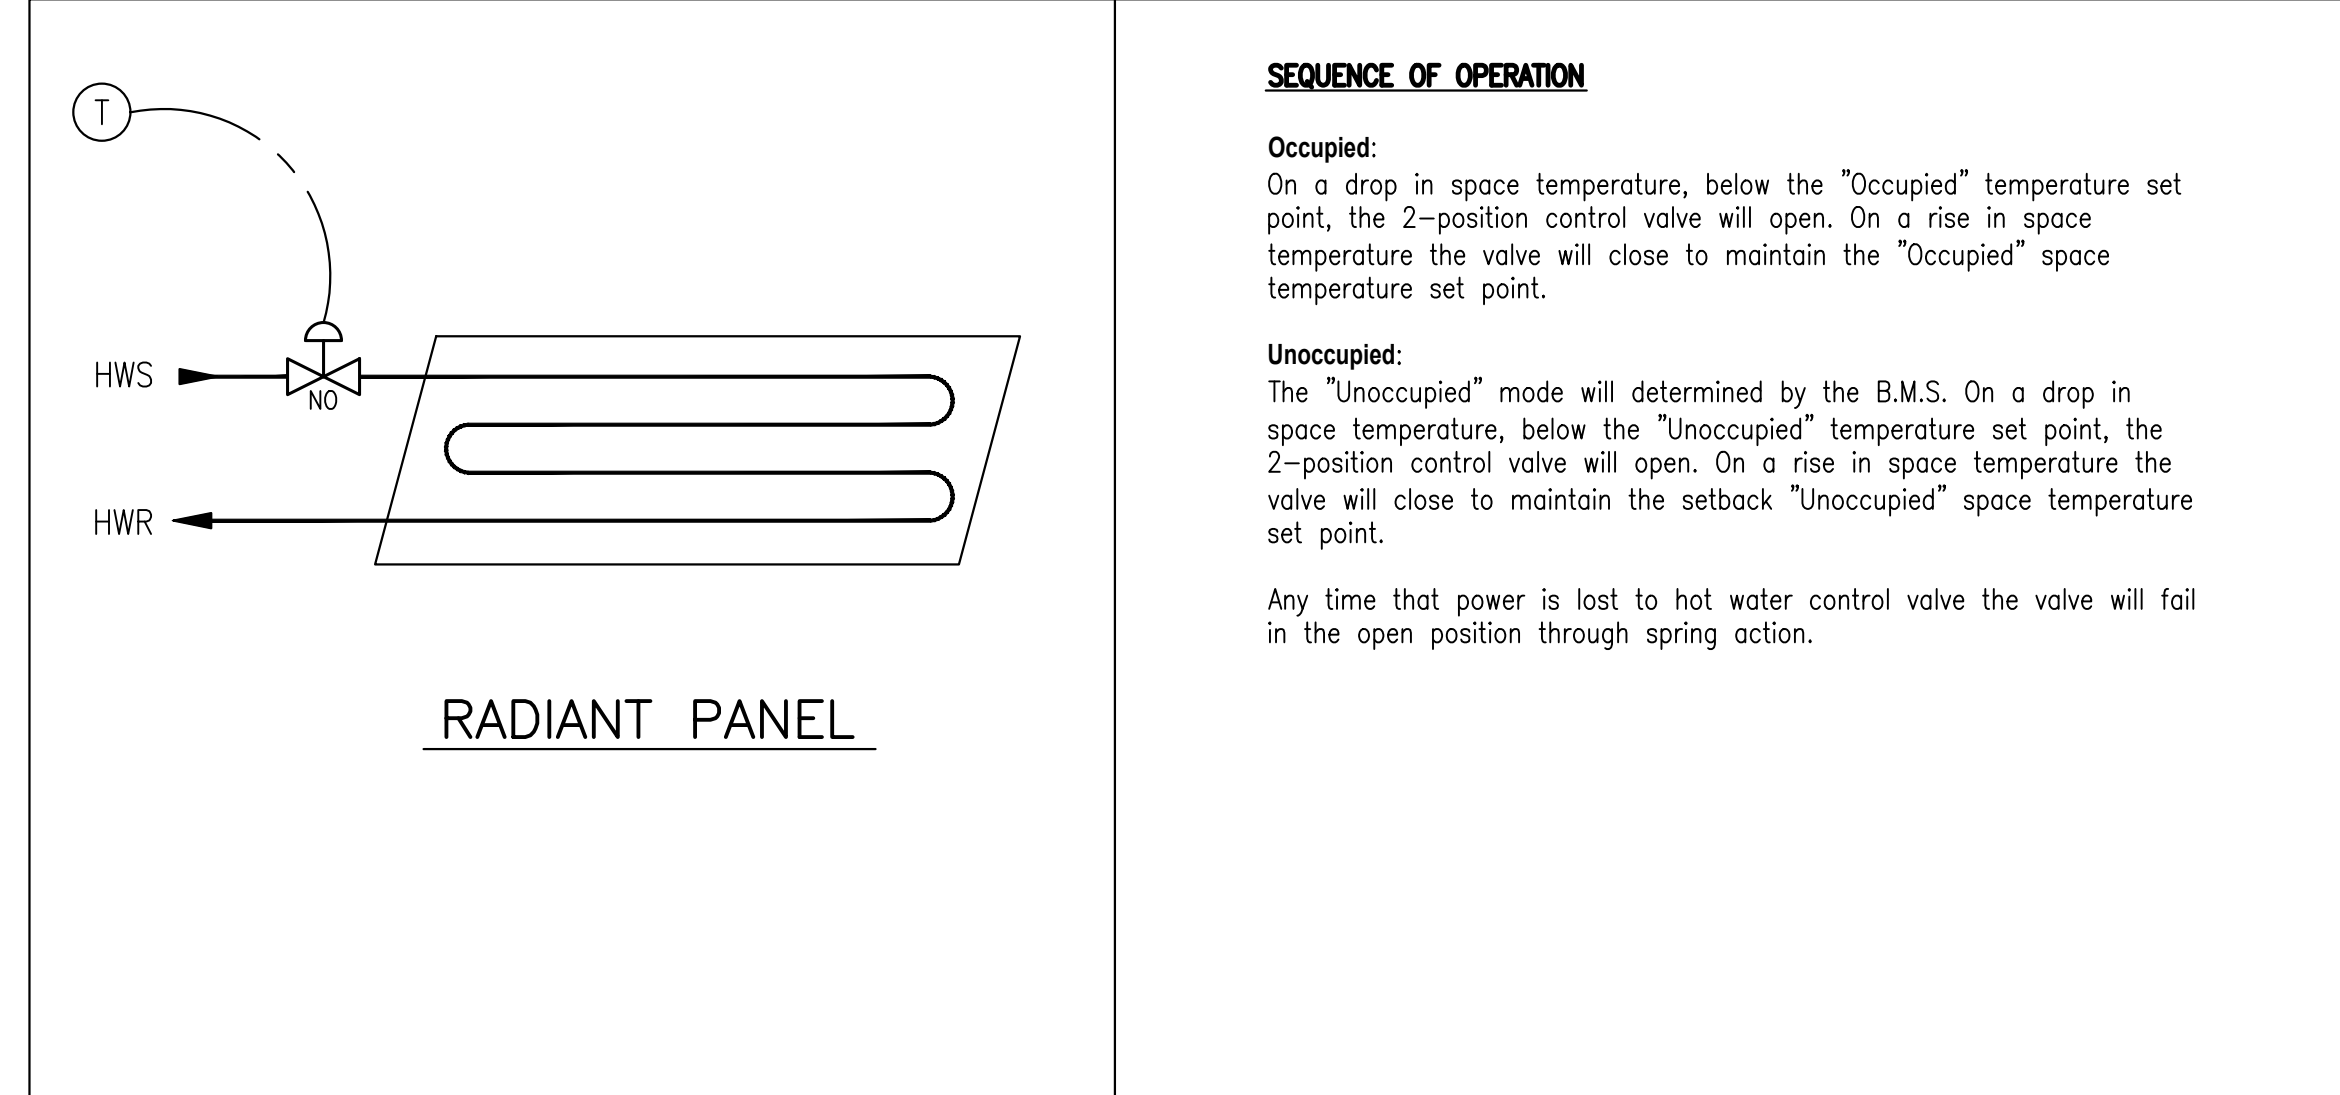 T
HWS
NO
HWR
RADIANT PANEL
SEQUENCE OF OPERATION
Occupied:
On a drop in space temperature, below the "Occupied" temperature set
point, the 2-position control valve will open. On a rise in space
temperature the valve will close to maintain the "Occupied" space
temperature set point.
Unoccupied:
The "Unoccupied" mode will determined by the B.M.S. On a drop in
space temperature, below the "Unoccupied" temperature set point, the
2-position control valve will open. On a rise in space temperature the
valve will close to maintain the setback "Unoccupied" space temperature
set point.
Any time that power is lost to hot water control valve the valve will fail
in the open position through spring action.